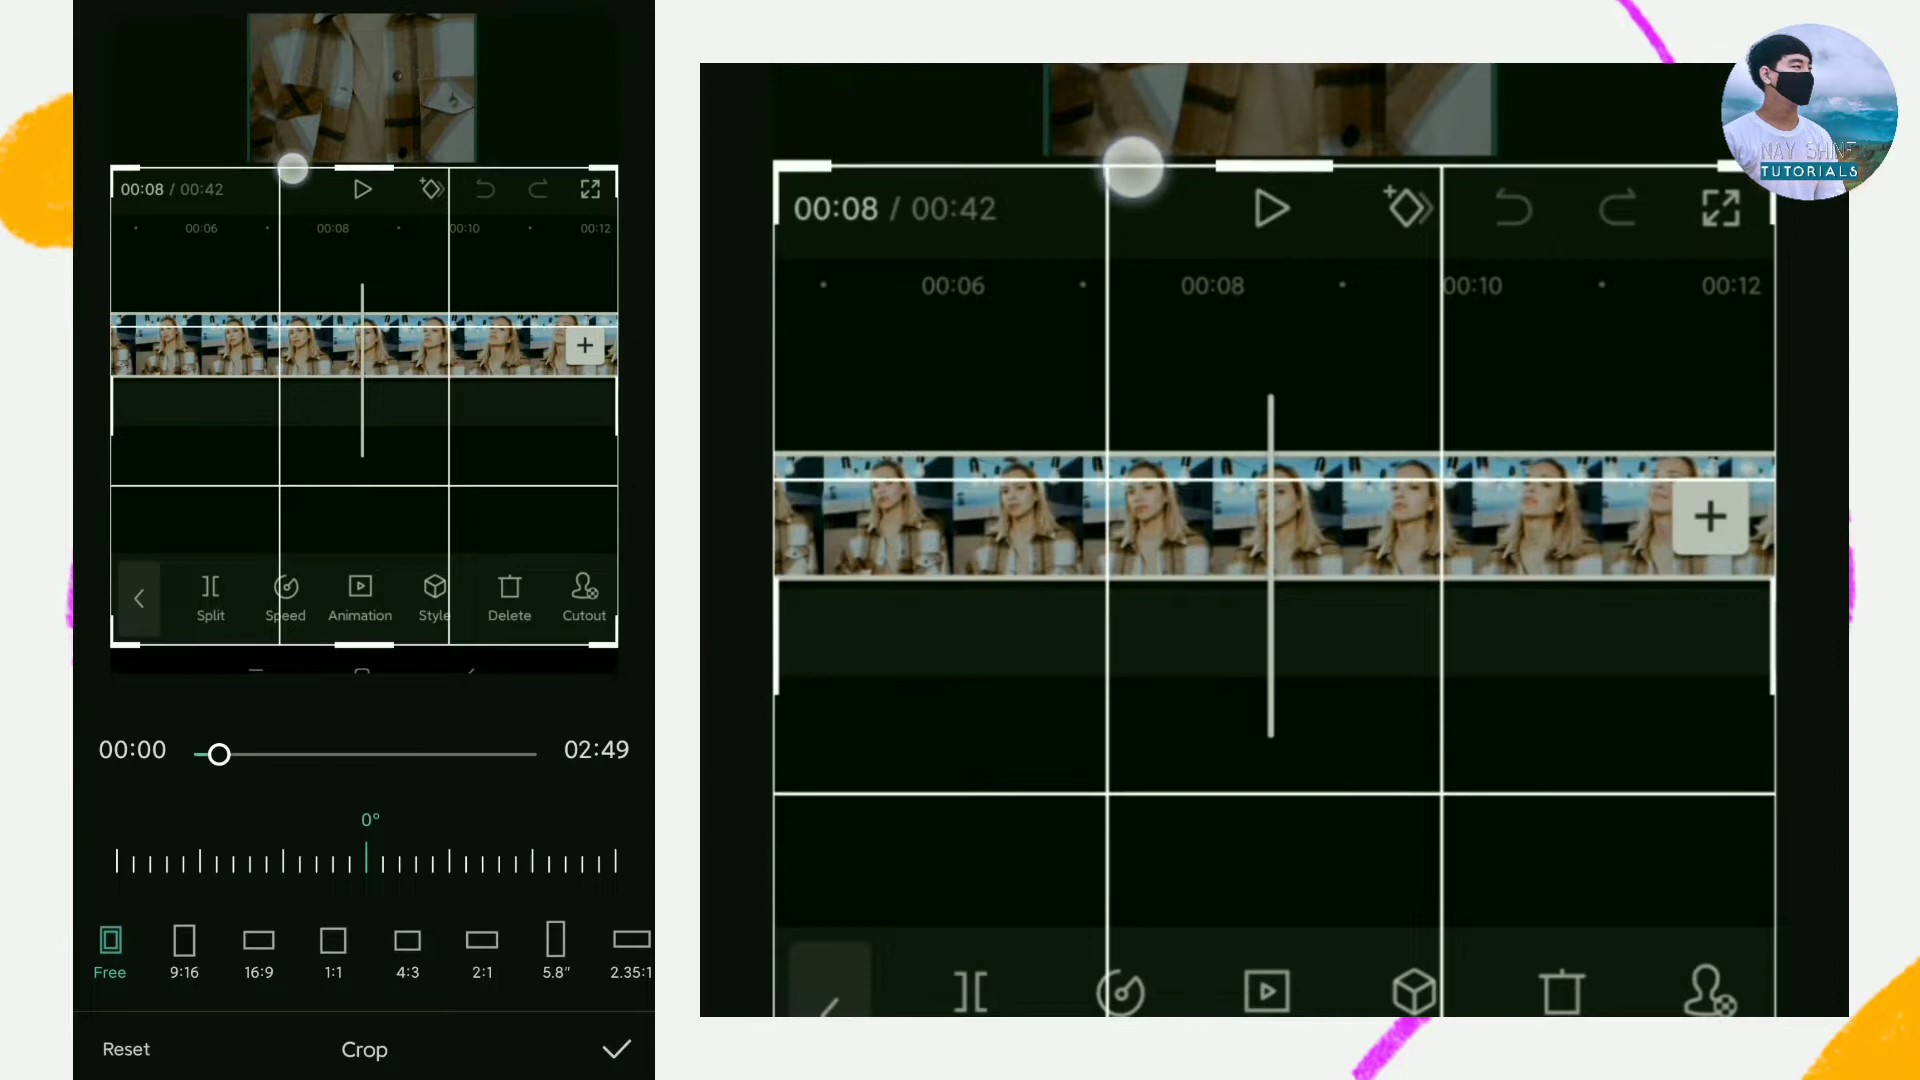 00:08 / 00:42
00:06 00:08 00:10 00:12
+
Split Speed Animation Style Delete Cutout
00:00 02:49
0°
Free 9:16 16:9 1:1 4:3 2:1 5.8" 2.35:1
Reset Crop
00:08 / 00:42
00:06 00:08 00:10 00:12
+
NAY SHINE
TUTORIALS